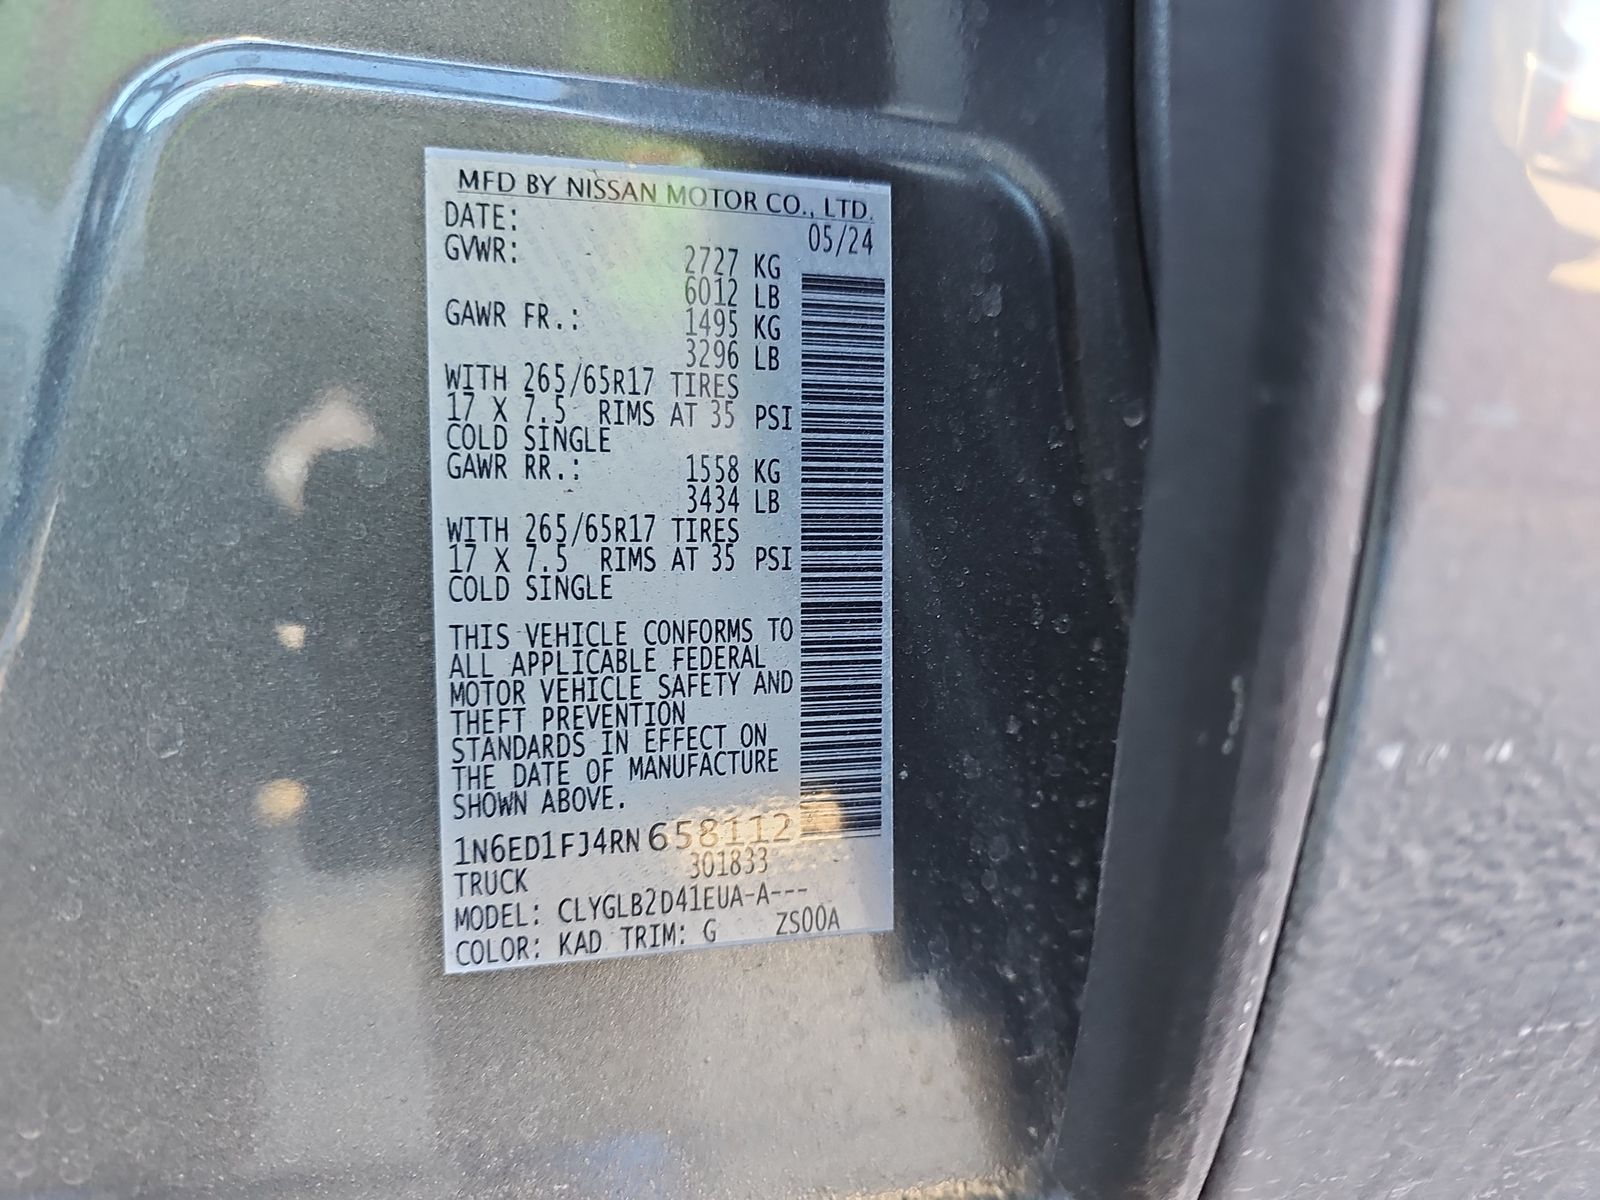 MFD BY NISSAN MOTOR CO., LTD.
DATE: 05/24
GVWR: 2727 KG
6012 LB
GAWR FR.: 1495 KG
3296 LB
WITH 265/65R17 TIRES
17 X 7.5 RIMS AT 35 PSI
COLD SINGLE
GAWR RR.: 1558 KG
3434 LB
WITH 265/65R17 TIRES
17 X 7.5 RIMS AT 35 PSI
COLD SINGLE
THIS VEHICLE CONFORMS TO
ALL APPLICABLE FEDERAL
MOTOR VEHICLE SAFETY AND
THEFT PREVENTION
STANDARDS IN EFFECT ON
THE DATE OF MANUFACTURE
SHOWN ABOVE.
1N6ED1FJ4RN658112
301833
TRUCK
MODEL: CLYGLB2D41EUA-A---
COLOR: KAD TRIM: G ZS00A